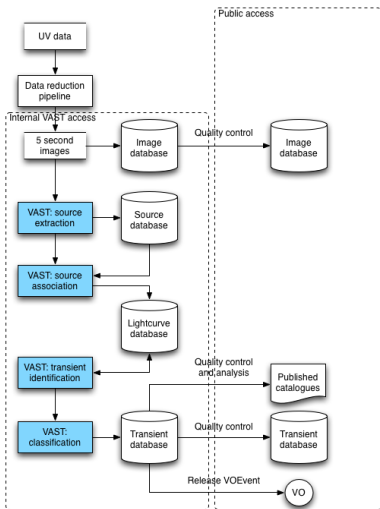 Public access
UV data
Data reduction
pipeline
Internal VAST access
5 second
images
Image
database
Quality control
Image
database
VAST: source
extraction
Source
database
VAST: source
association
Lightcurve
database
VAST: transient
identification
Quality control
and analysis
Published
catalogues
VAST:
classification
Transient
database
Quality control
Transient
database
Release VOEvent
VO